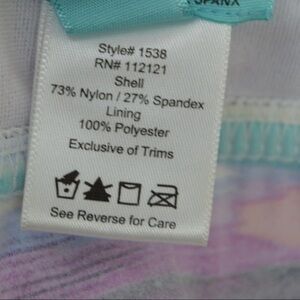 SPANX
Style# 1538
RN# 112121
Shell
73% Nylon / 27% Spandex
Lining
100% Polyester
Exclusive of Trims
See Reverse for Care